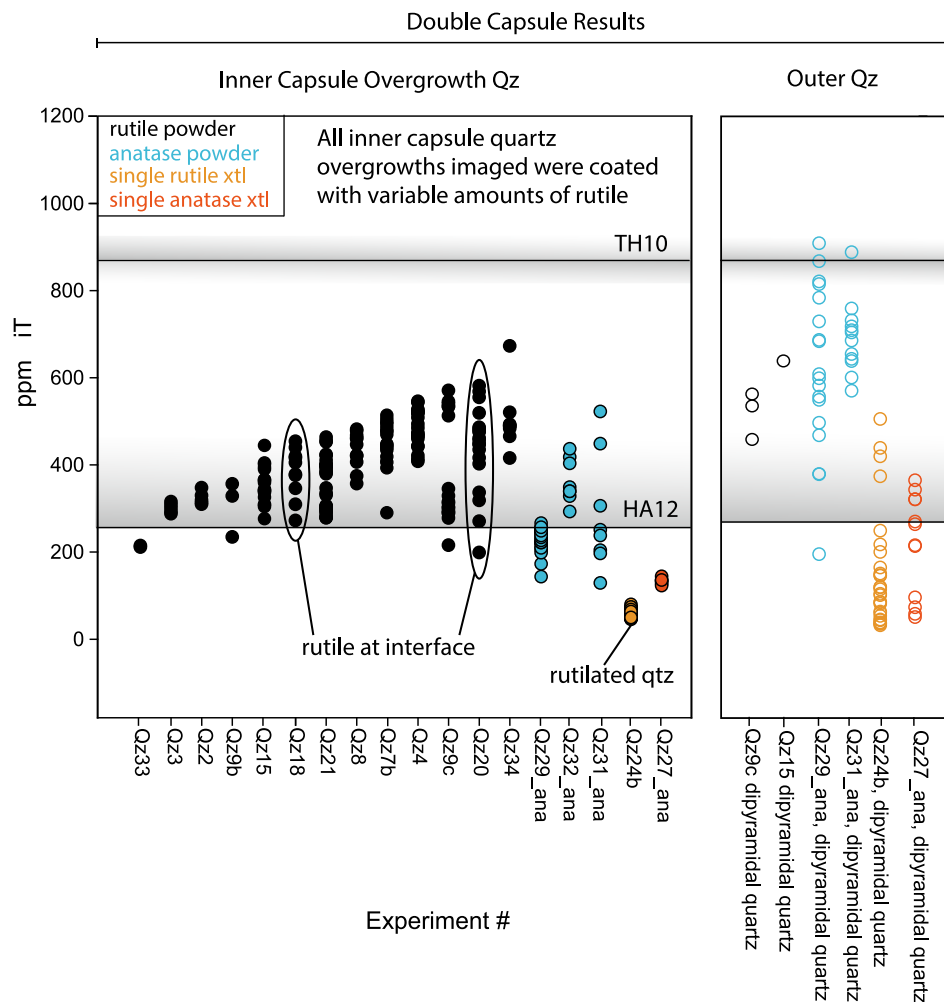 Double Capsule Results
Inner Capsule Overgrowth Qz
Outer Qz
1200
1000
800
600
400
200
0
ppm iT
rutile powder
anatase powder
single rutile xtl
single anatase xtl
All inner capsule quartz
overgrowths imaged were coated
with variable amounts of rutile
TH10
HA12
rutile at interface
rutilated qtz
Qz33
Qz3
Qz2
Qz9b
Qz15
Qz18
Qz21
Qz8
Qz7b
Qz4
Qz9c
Qz20
Qz34
Qz29_ana
Qz32_ana
Qz31_ana
Qz24b
Qz27_ana
Qz9c dipyramidal quartz
Qz15 dipyramidal quartz
Qz29_ana, dipyramidal quartz
Qz31_ana, dipyramidal quartz
Qz24b, dipyramidal quartz
Qz27_ana, dipyramidal quartz
Experiment #